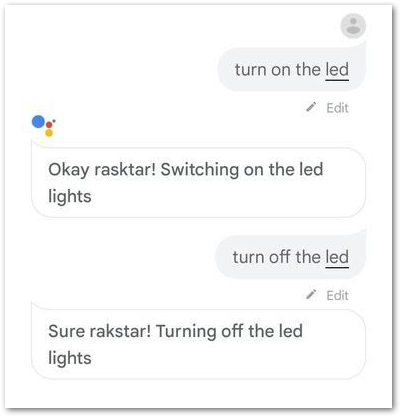 turn on the led
Edit
Okay rasktar! Switching on the led
lights
turn off the led
Edit
Sure rakstar! Turning off the led
lights